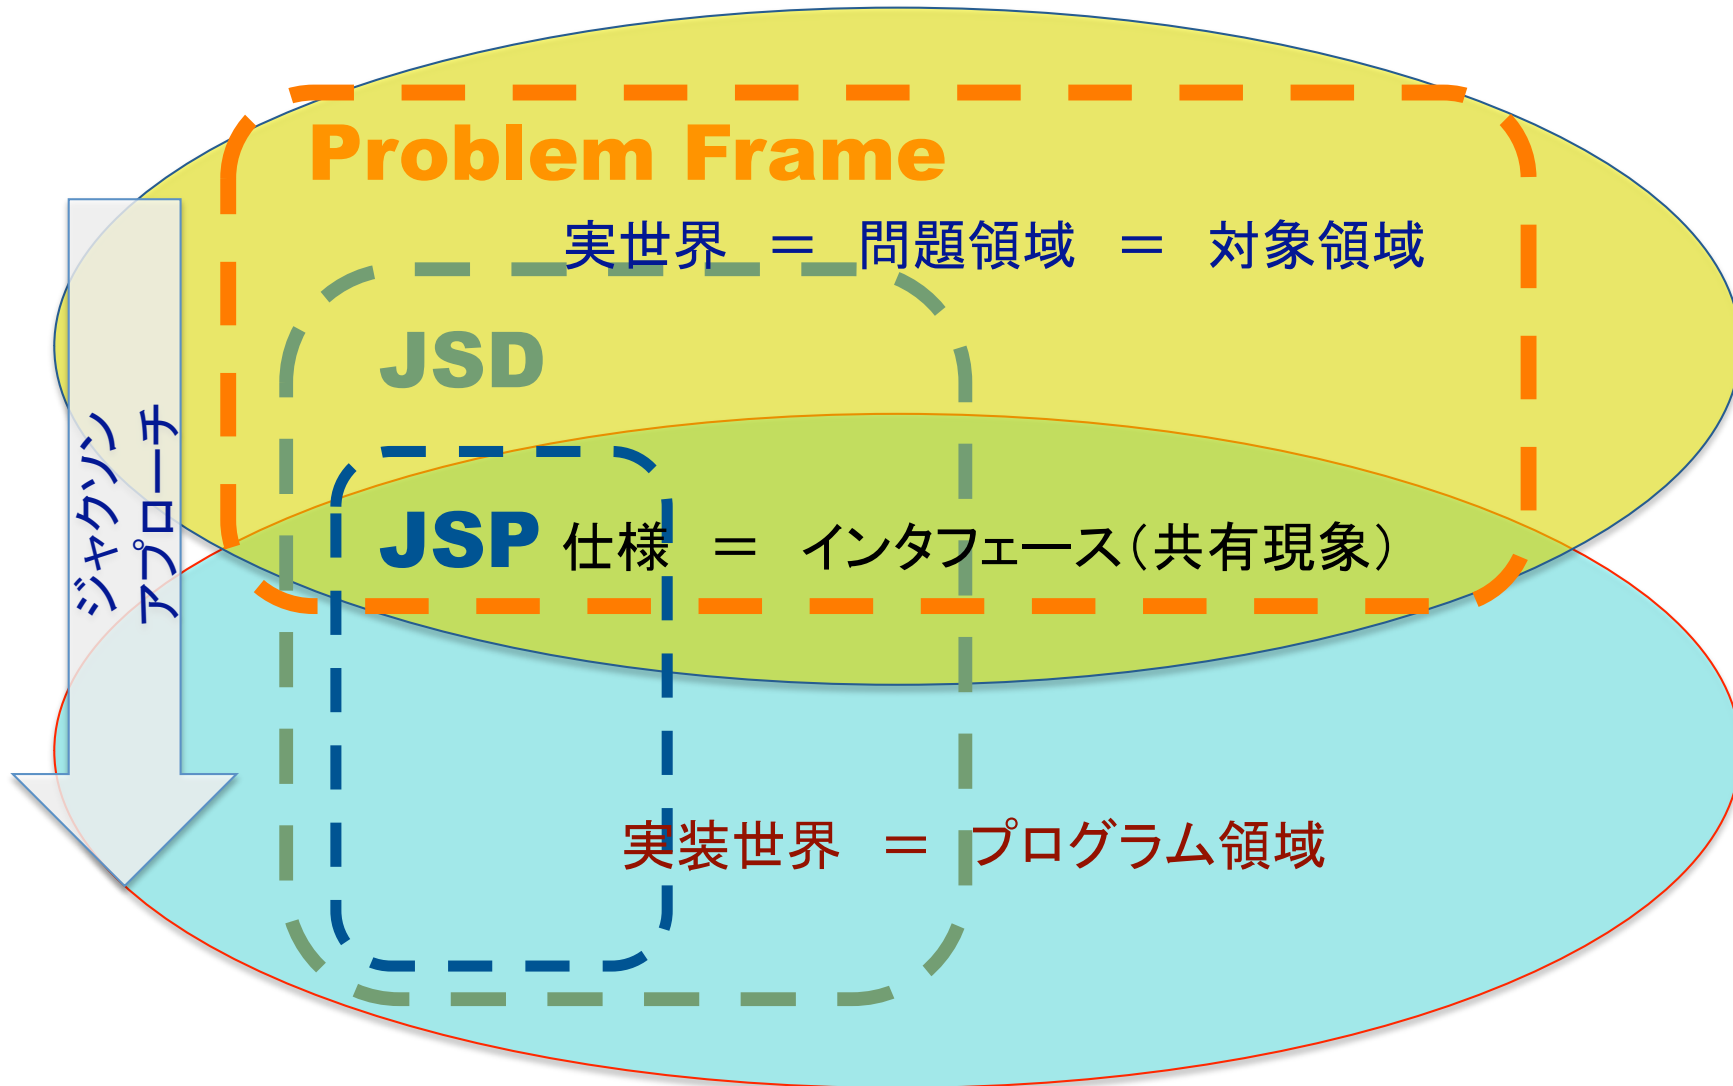 Problem Frame
実世界 ＝ 問題領域 ＝ 対象領域
JSD
ジャクソン
アプローチ
JSP
仕様 ＝ インタフェース（共有現象）
実装世界 ＝ プログラム領域